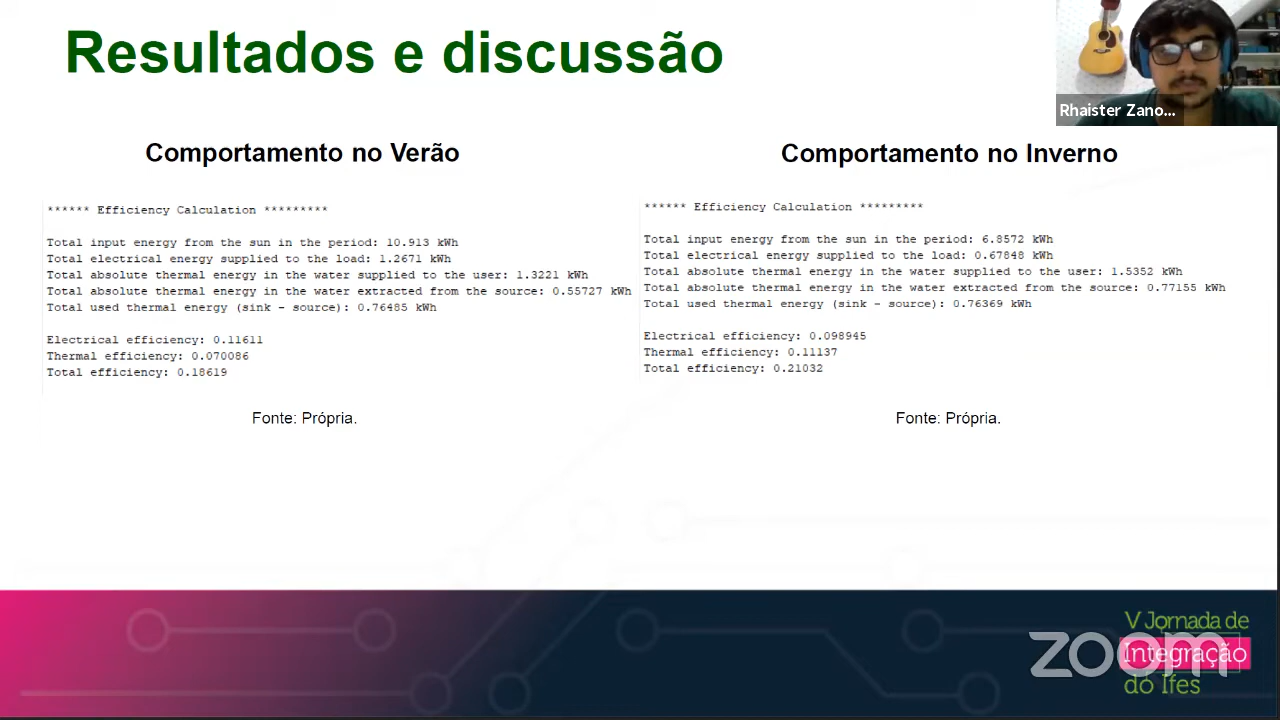 Resultados e discussão
Rhaister Zano...
Comportamento no Verão
****** Efficiency Calculation *********
Total input energy from the sun in the period: 10.913 kWh
Total electrical energy supplied to the load: 1.2671 kWh
Total absolute thermal energy in the water supplied to the user: 1.3221 kWh
Total absolute thermal energy in the water extracted from the source: 0.55727 kWh
Total used thermal energy (sink - source): 0.76485 kWh
Electrical efficiency: 0.11611
Thermal efficiency: 0.070086
Total efficiency: 0.18619
Fonte: Própria.
Comportamento no Inverno
****** Efficiency Calculation *********
Total input energy from the sun in the period: 6.8572 kWh
Total electrical energy supplied to the load: 0.67848 kWh
Total absolute thermal energy in the water supplied to the user: 1.5352 kWh
Total absolute thermal energy in the water extracted from the source: 0.77155 kWh
Total used thermal energy (sink - source): 0.76369 kWh
Electrical efficiency: 0.098945
Thermal efficiency: 0.11137
Total efficiency: 0.21032
Fonte: Própria.
V Jornada de
Integração
do Ifes
zoom